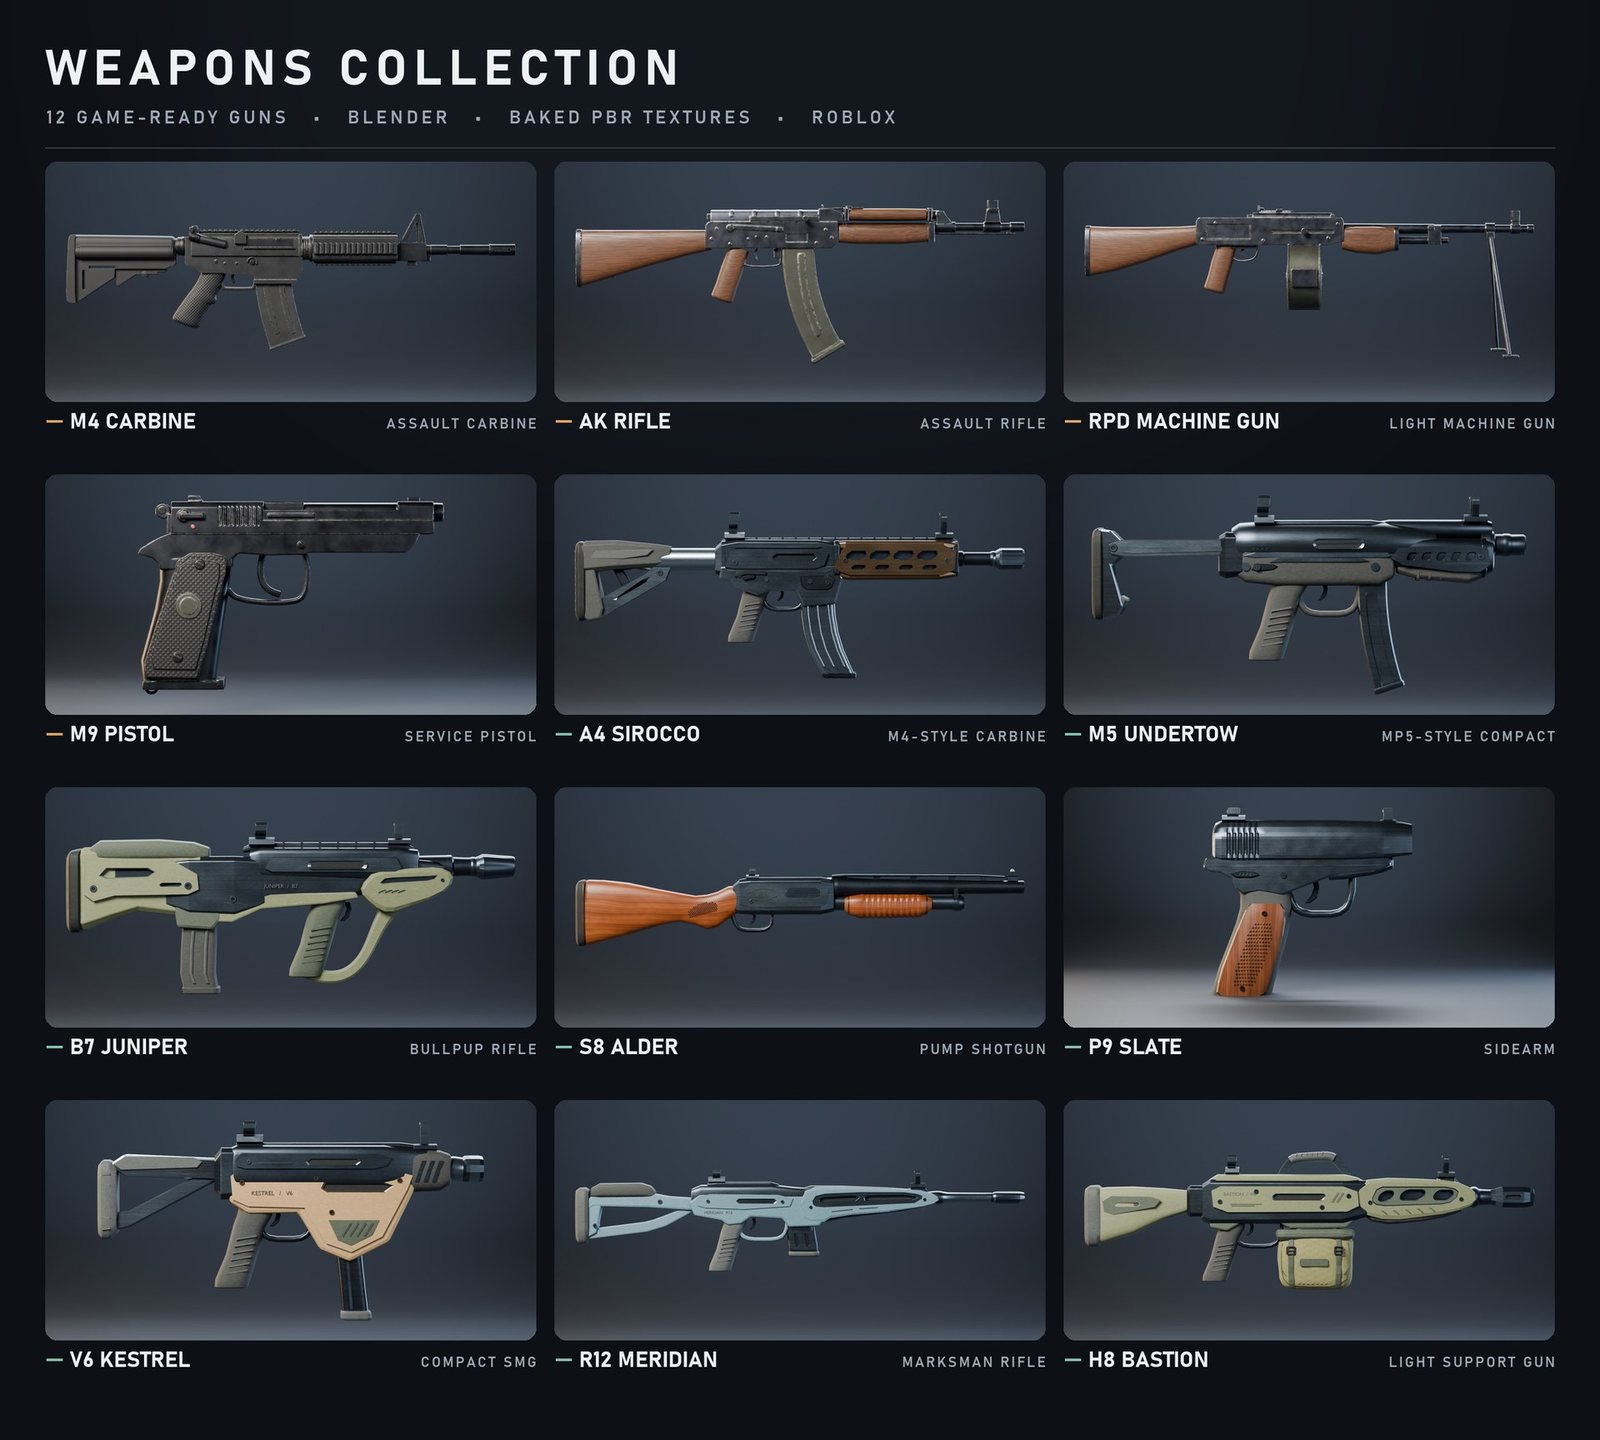 WEAPONS COLLECTION
12 GAME-READY GUNS · BLENDER · BAKED PBR TEXTURES · ROBLOX
M4 CARBINE ASSAULT CARBINE
AK RIFLE ASSAULT RIFLE
RPD MACHINE GUN LIGHT MACHINE GUN
M9 PISTOL SERVICE PISTOL
A4 SIROCCO M4-STYLE CARBINE
M5 UNDERTOW MP5-STYLE COMPACT
JUNIPER / B7
B7 JUNIPER BULLPUP RIFLE
S8 ALDER PUMP SHOTGUN
P9 SLATE SIDEARM
KESTREL / V6
MERIDIAN R12
BASTION /
V6 KESTREL COMPACT SMG
R12 MERIDIAN MARKSMAN RIFLE
H8 BASTION LIGHT SUPPORT GUN